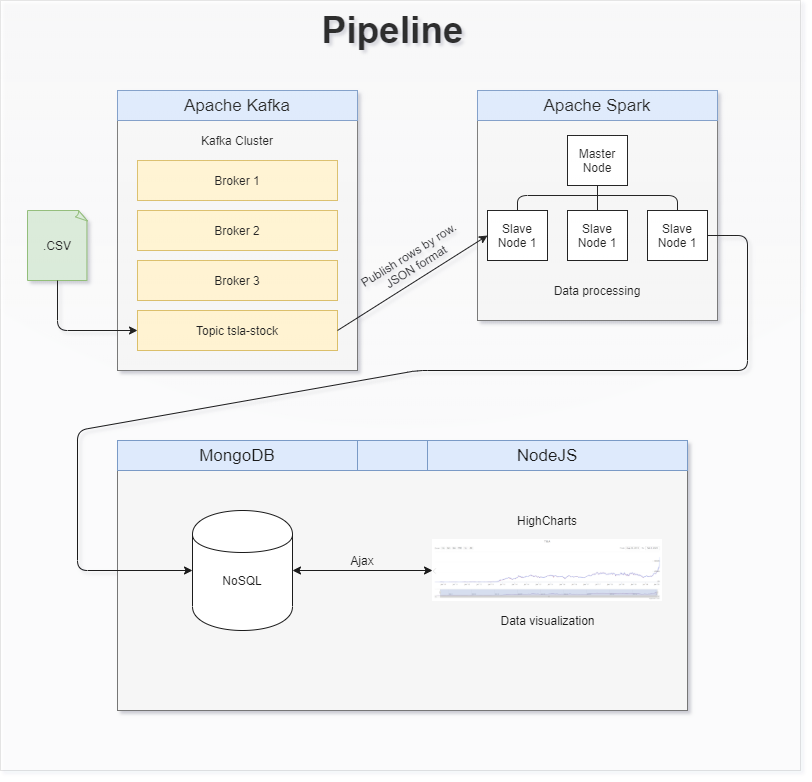 Pipeline
Apache Kafka
Kafka Cluster
Broker 1
Broker 2
Broker 3
Topic tsla-stock
.CSV
Publish rows by row.
JSON format
Apache Spark
Master
Node
Slave
Node 1
Slave
Node 1
Slave
Node 1
Data processing
MongoDB
NodeJS
NoSQL
Ajax
HighCharts
Data visualization